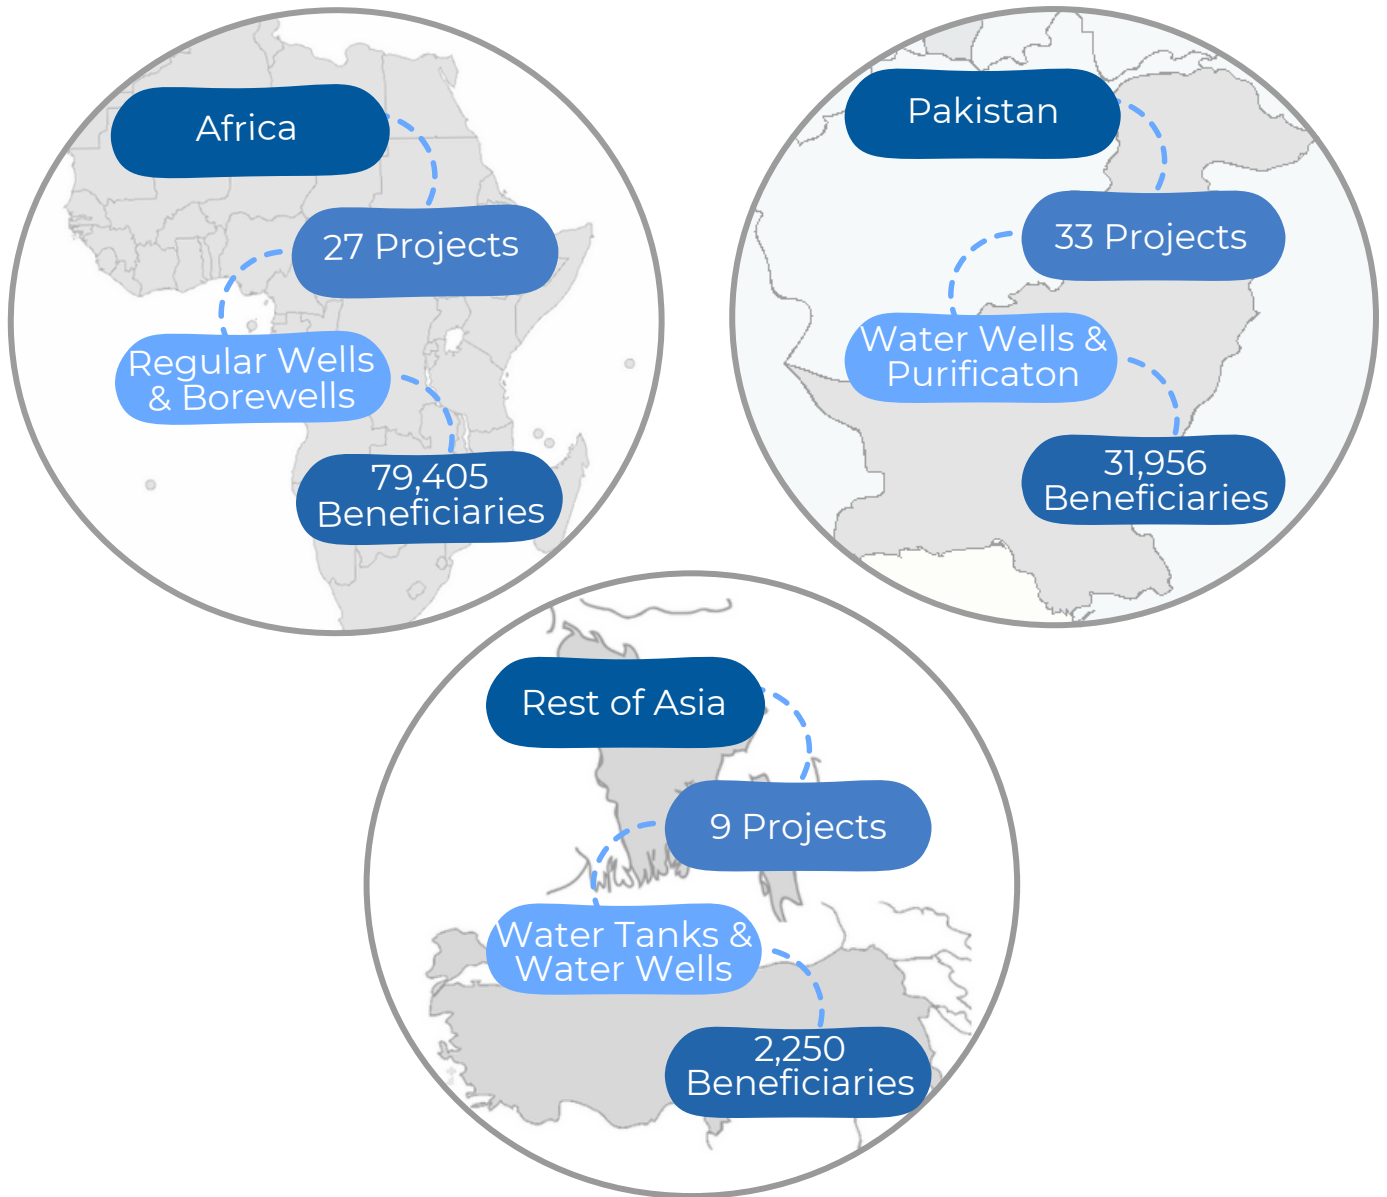 Africa
27 Projects
Regular Wells
& Borewells
79,405
Beneficiaries
Pakistan
33 Projects
Water Wells &
Purificaton
31,956
Beneficiaries
Rest of Asia
9 Projects
Water Tanks &
Water Wells
2,250
Beneficiaries